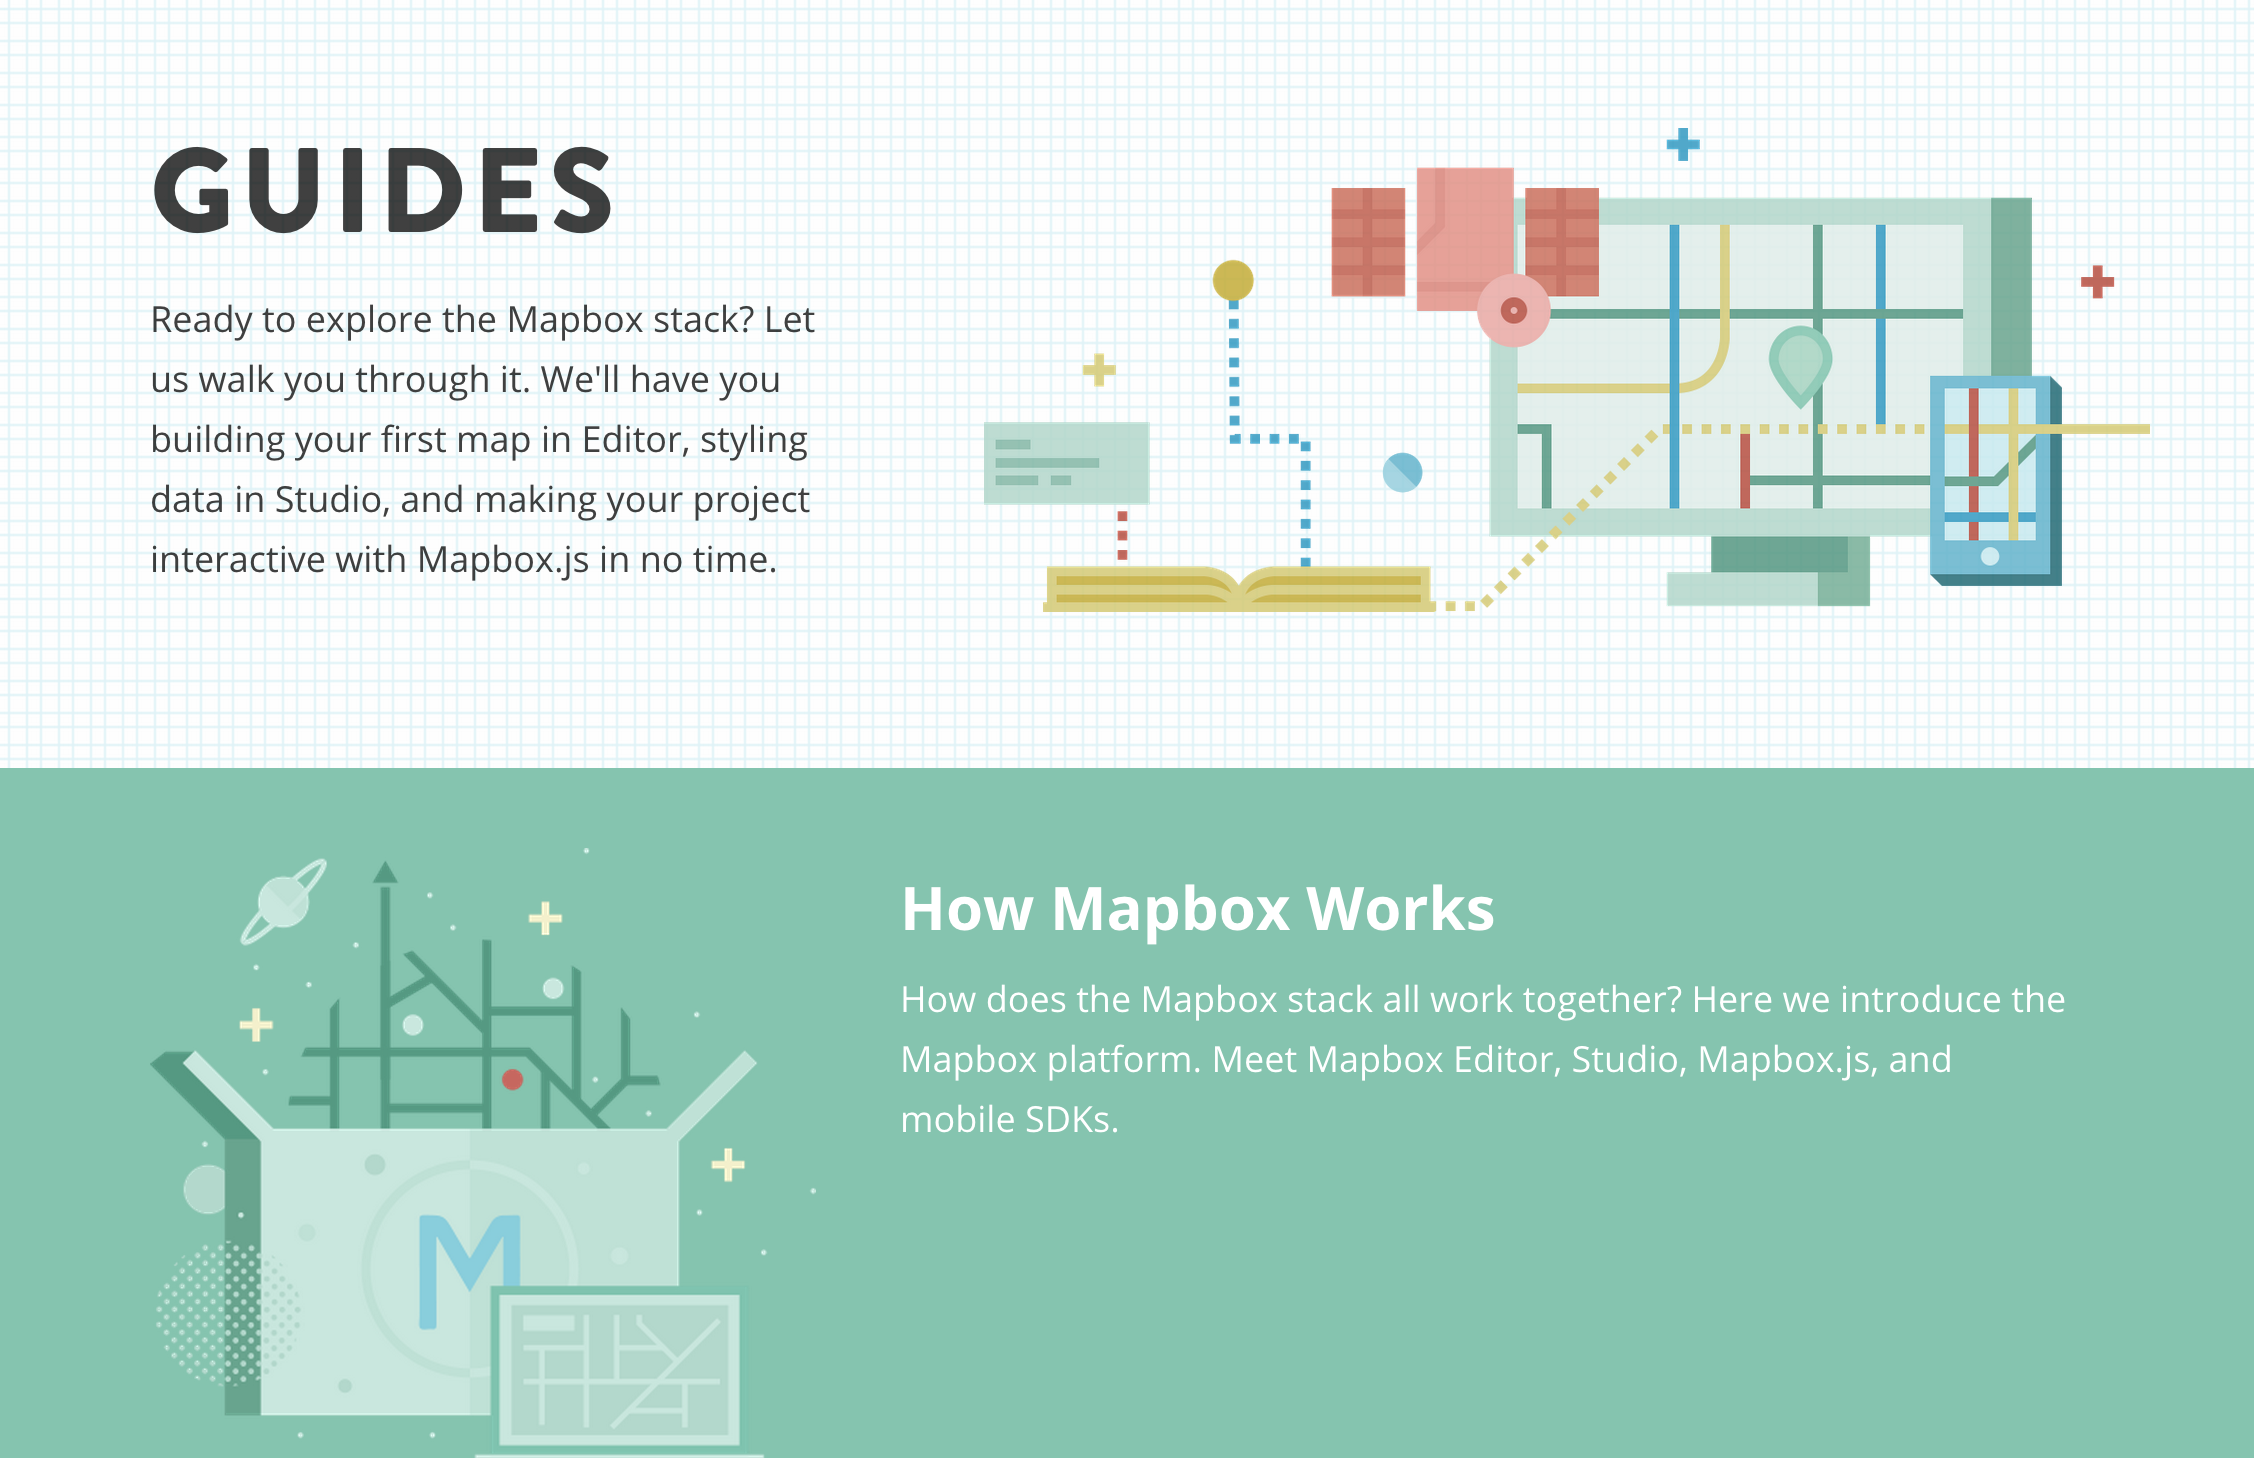 GUIDES
Ready to explore the Mapbox stack? Let
us walk you through it. We'll have you
building your first map in Editor, styling
data in Studio, and making your project
interactive with Mapbox.js in no time.
How Mapbox Works
How does the Mapbox stack all work together? Here we introduce the
Mapbox platform. Meet Mapbox Editor, Studio, Mapbox.js, and
mobile SDKs.
M